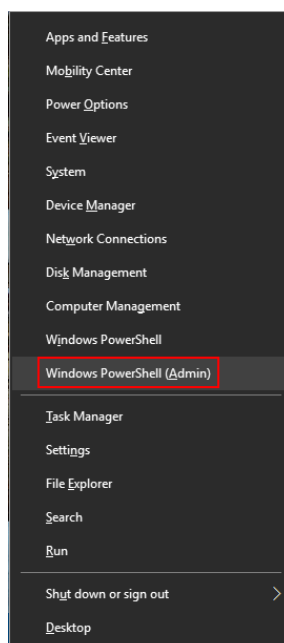 Apps and Features
Mobility Center
Power Options
Event Viewer
System
Device Manager
Network Connections
Disk Management
Computer Management
Windows PowerShell
Windows PowerShell (Admin)
Task Manager
Settings
File Explorer
Search
Run
Shut down or sign out
Desktop